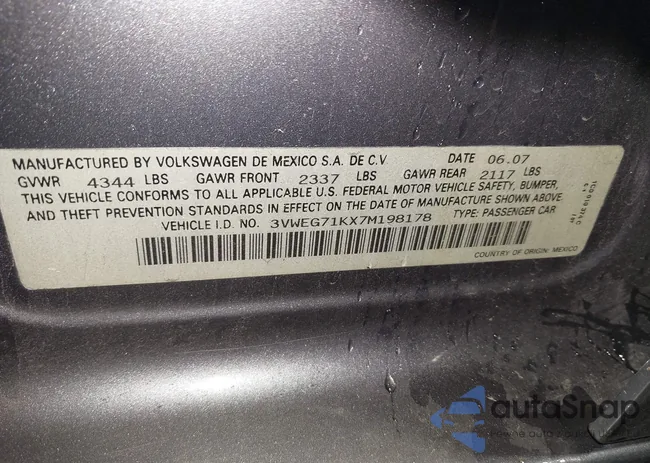 MANUFACTURED BY VOLKSWAGEN DE MEXICO S.A. DE C.V. DATE 06.07
GVWR 4344 LBS GAWR FRONT 2337 LBS GAWR REAR 2117 LBS
THIS VEHICLE CONFORMS TO ALL APPLICABLE U.S. FEDERAL MOTOR VEHICLE SAFETY, BUMPER,
AND THEFT PREVENTION STANDARDS IN EFFECT ON THE DATE OF MANUFACTURE SHOWN ABOVE.
VEHICLE I.D. NO. 3VWEG71KX7M198178 TYPE: PASSENGER CAR
COUNTRY OF ORIGIN: MEXICO
autoSnap